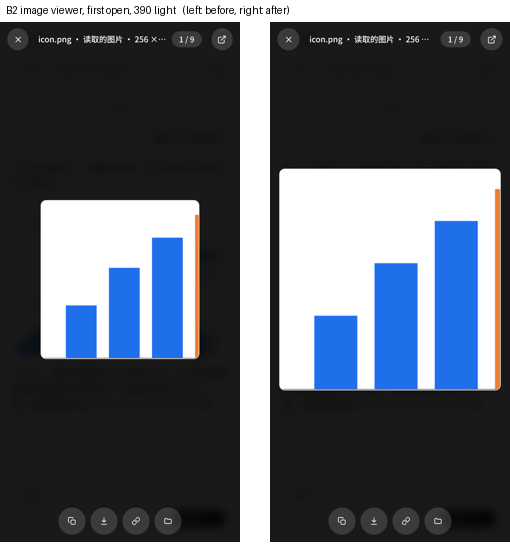 B2 image viewer, first open, 390 light (left before, right after)
icon.png • 读取的图片 • 256 ×… 1 / 9
icon.png • 读取的图片 • 256 … 1 / 9